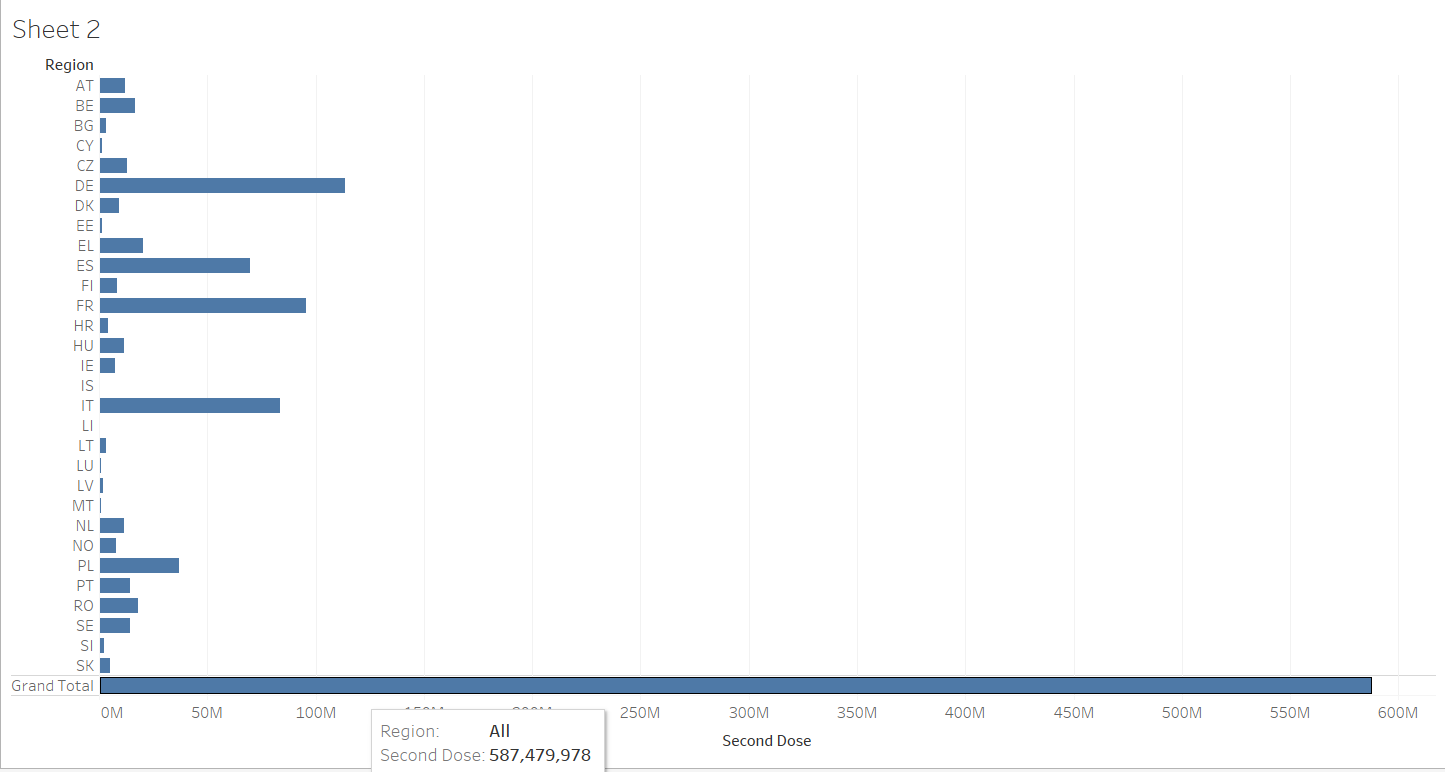 Sheet 2
Region
AT
BE
BG
CY
CZ
DE
DK
EE
EL
ES
FI
FR
HR
HU
IE
IS
IT
LI
LT
LU
LV
MT
NL
NO
PL
PT
RO
SE
SI
SK
Grand Total
0M 50M 100M 150M 200M 250M 300M 350M 400M 450M 500M 550M 600M
Second Dose
Region: All
Second Dose: 587,479,978